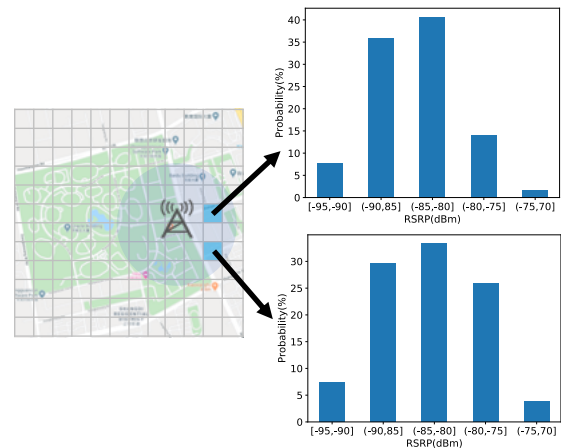 40
35
30
25
20
15
10
5
0
Probability(%)
[-95,-90] (-90,85] (-85,-80] (-80,-75] (-75,70]
RSRP(dBm)
30
25
20
15
10
5
0
Probability(%)
[-95,-90] (-90,85] (-85,-80] (-80,-75] (-75,70]
RSRP(dBm)